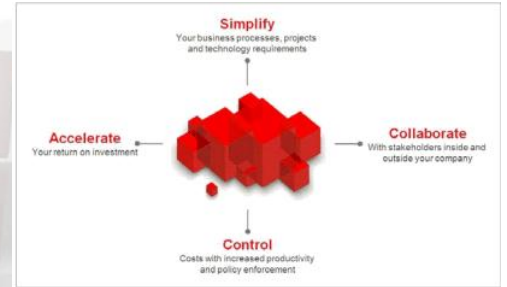 Simplify
Your business processes, projects
and technology requirements
Accelerate
Your return on investment
Collaborate
With stakeholders inside and
outside your company
Control
Costs with increased productivity
and policy enforcement